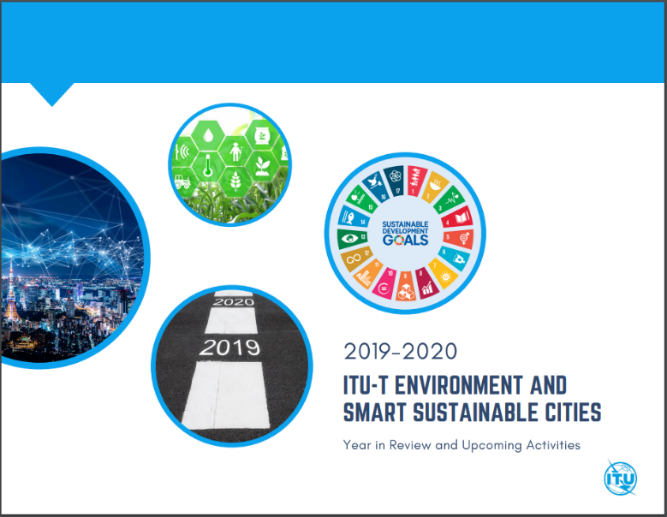 SUSTAINABLE
DEVELOPMENT
GOALS
2020
2019
2019-2020
ITU-T ENVIRONMENT AND
SMART SUSTAINABLE CITIES
Year in Review and Upcoming Activities
ITU